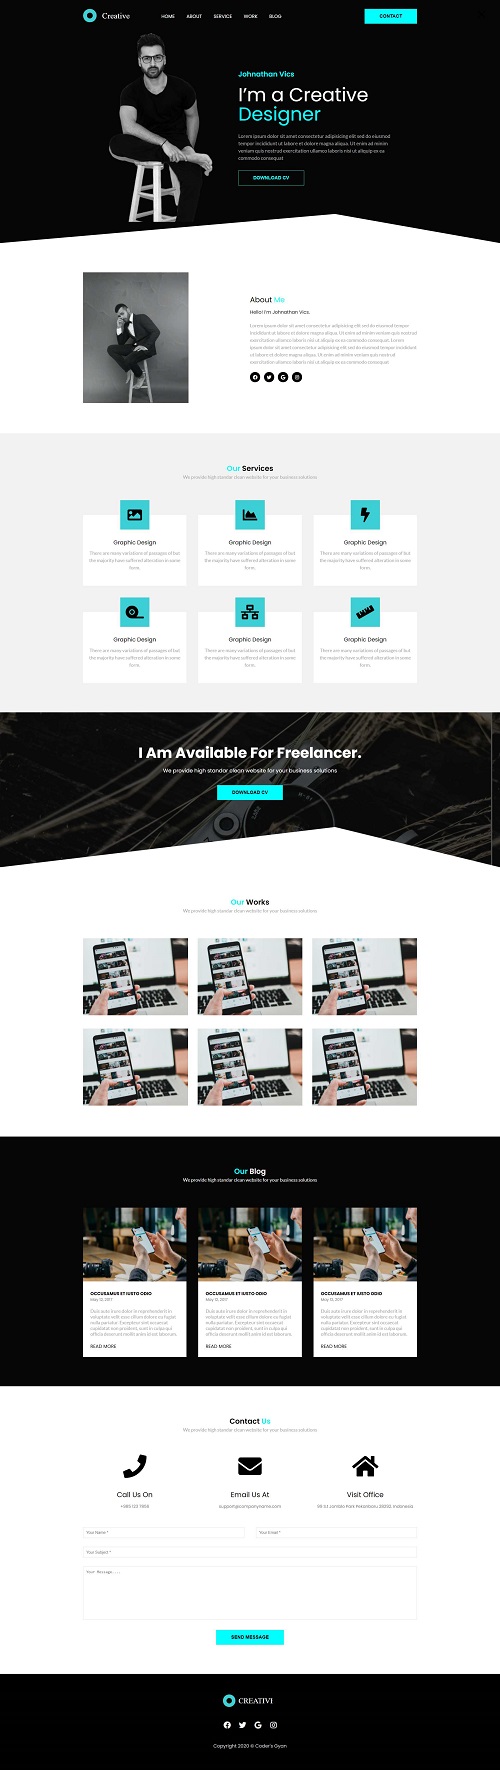 Creative
HOME ABOUT SERVICE WORK BLOG
CONTACT
Johnathan Vics
I'm a Creative
Designer
Lorem ipsum dolor sit amet consectetur adipisicing elit sed do eiusmod
tempor incididunt ut labore et dolore magna aliqua. Ut enim ad minim
veniam quis nostrud exercitation ullamco laboris nisi ut aliquip ex ea
commodo consequat
DOWNLOAD CV
About Me
Hello! I'm Johnathan Vics.
Lorem ipsum dolor sit amet consectetur adipisicing elit sed do eiusmod tempor
incididunt ut labore et dolore magna aliqua. Ut enim ad minim veniam quis nostrud
exercitation ullamco laboris nisi ut aliquip ex ea commodo consequat. Lorem
ipsum dolor sit amet consectetur adipisicing elit sed do eiusmod tempor incididunt
ut labore et dolore magna aliqua. Ut enim ad minim veniam quis nostrud
exercitation ullamco laboris nisi ut aliquip ex ea commodo consequat
Our Services
We provide high standar clean website for your business solutions
Graphic Design
There are many variations of passages of but
the majority have suffered alteration in some
form.
Graphic Design
There are many variations of passages of but
the majority have suffered alteration in some
form.
Graphic Design
There are many variations of passages of but
the majority have suffered alteration in some
form.
Graphic Design
There are many variations of passages of but
the majority have suffered alteration in some
form.
Graphic Design
There are many variations of passages of but
the majority have suffered alteration in some
form.
Graphic Design
There are many variations of passages of but
the majority have suffered alteration in some
form.
I Am Available For Freelancer.
We provide high standar clean website for your business solutions
DOWNLOAD CV
Our Works
We provide high standar clean website for your business solutions
Our Blog
We provide high standar clean website for your business solutions
OCCUSAMUS ET IUSTO ODIO
May 12, 2017
Duis aute irure dolor in reprehenderit in
voluptate velit esse cillum dolore eu fugiat
nulla pariatur. Excepteur sint occaecat
cupidatat non proident, sunt in culpa qui
officia deserunt mollit anim id est laborum.
READ MORE
OCCUSAMUS ET IUSTO ODIO
May 12, 2017
Duis aute irure dolor in reprehenderit in
voluptate velit esse cillum dolore eu fugiat
nulla pariatur. Excepteur sint occaecat
cupidatat non proident, sunt in culpa qui
officia deserunt mollit anim id est laborum.
READ MORE
OCCUSAMUS ET IUSTO ODIO
May 12, 2017
Duis aute irure dolor in reprehenderit in
voluptate velit esse cillum dolore eu fugiat
nulla pariatur. Excepteur sint occaecat
cupidatat non proident, sunt in culpa qui
officia deserunt mollit anim id est laborum.
READ MORE
Contact Us
We provide high standar clean website for your business solutions
Call Us On
Email Us At
support@companyname.com
Visit Office
Indonesia
Your Name *
Your Email *
Your Subject *
Your Message....
SEND MESSAGE
CREATIVI
Copyright 2020 © Coder's Gyan